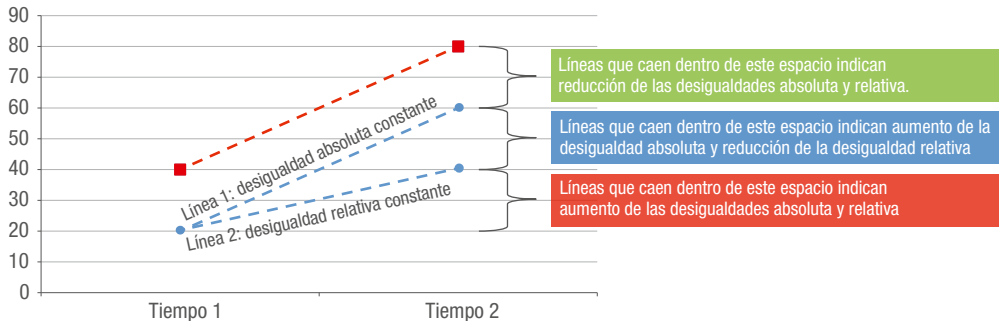 90
80
70
60
50
40
30
20
10
0
Línea 1: desigualdad absoluta constante
Línea 2: desigualdad relativa constante
Tiempo 1
Tiempo 2
Líneas que caen dentro de este espacio indican
reducción de las desigualdades absoluta y relativa.
Líneas que caen dentro de este espacio indican aumento de la
desigualdad absoluta y reducción de la desigualdad relativa
Líneas que caen dentro de este espacio indican
aumento de las desigualdades absoluta y relativa